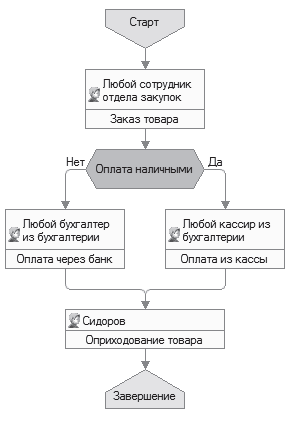 Старт
Любой сотрудник
отдела закупок
Заказ товара
Оплата наличными
Нет
Да
Любой бухгалтер
из бухгалтерии
Оплата через банк
Любой кассир из
бухгалтерии
Оплата из кассы
Сидоров
Оприходование товара
Завершение